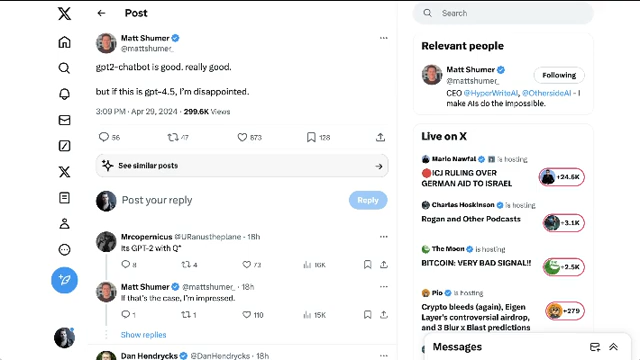 Post
Search
Matt Shumer
@mattshumer_
gpt2-chatbot is good. really good.
but if this is gpt-4.5, I'm disappointed.
3:09 PM · Apr 29, 2024 · 299.6K Views
56 47 873 128
See similar posts
Post your reply
Reply
Mrcopernicus @URanustheplane · 18h
Its GPT-2 with Q*
8 4 73 16K
Matt Shumer @mattshumer_ · 18h
If that's the case, I'm impressed.
1 1 110 15K
Show replies
Dan Hendrycks @DanHendrycks · 18h
Relevant people
Matt Shumer
@mattshumer_
Following
CEO @HyperWriteAI, @OthersideAI - I
make AIs do the impossible.
Live on X
Mario Nawfal is hosting
ICJ RULING OVER
GERMAN AID TO ISRAEL
+24.5K
Charles Hoskinson is hosting
Rogan and Other Podcasts
+3.1K
The Moon is hosting
BITCOIN: VERY BAD SIGNAL!!
+2.5K
Pio is hosting
Crypto bleeds (again), Eigen
Layer's controversial airdrop,
and 3 Blur x Blast predictions
+279
Messages